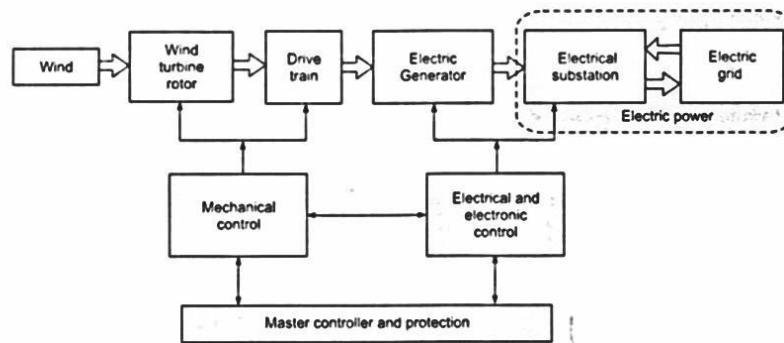 Wind
Wind
turbine
rotor
Drive
train
Electric
Generator
Electrical
substation
Electric
grid
Electric power
Mechanical
control
Electrical and
electronic
control
Master controller and protection